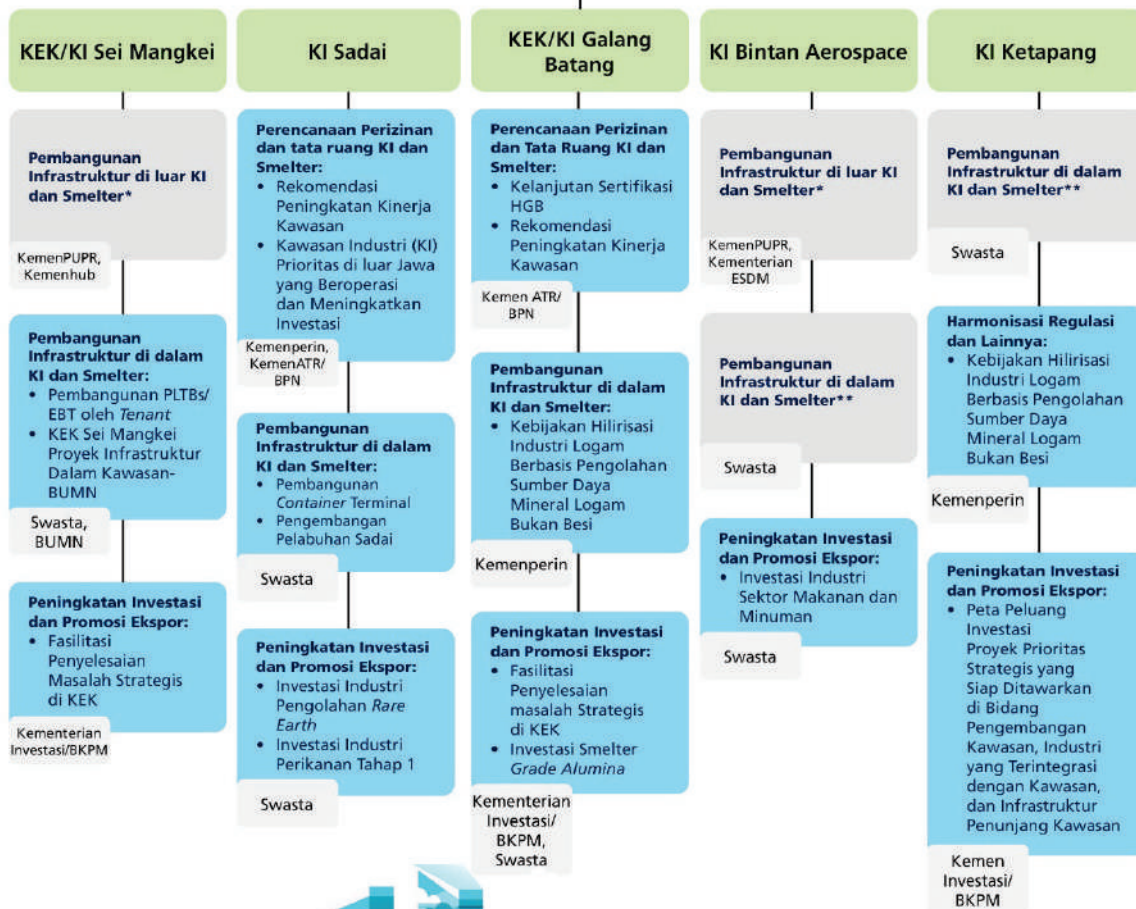 KEK/KI Sei Mangkei
Pembangunan
Infrastruktur di luar KI
dan Smelter*
KemenPUPR,
Kemenhub
Pembangunan
Infrastruktur di dalam
KI dan Smelter:
• Pembangunan PLTBs/
EBT oleh Tenant
• KEK Sei Mangkei
Proyek Infrastruktur
Dalam Kawasan-
BUMN
Swasta,
BUMN
Peningkatan Investasi
dan Promosi Ekspor:
• Fasilitasi
Penyelesaian
Masalah Strategis
di KEK
Kementerian
Investasi/BKPM
KI Sadai
Perencanaan Perizinan
dan tata ruang KI dan
Smelter:
• Rekomendasi
Peningkatan Kinerja
Kawasan
• Kawasan Industri (KI)
Prioritas di luar Jawa
yang Beroperasi
dan Meningkatkan
Investasi
Kemenperin,
KemenATR/
BPN
Pembangunan
Infrastruktur di dalam
KI dan Smelter:
• Pembangunan
Container Terminal
• Pengembangan
Pelabuhan Sadai
Swasta
Peningkatan Investasi
dan Promosi Ekspor:
• Investasi Industri
Pengolahan Rare
Earth
• Investasi Industri
Perikanan Tahap 1
Swasta
KEK/KI Galang
Batang
Perencanaan Perizinan
dan Tata Ruang KI dan
Smelter:
• Kelanjutan Sertifikasi
HGB
• Rekomendasi
Peningkatan Kinerja
Kawasan
Kemen ATR/
BPN
Pembangunan
Infrastruktur di dalam
KI dan Smelter:
• Kebijakan Hilirisasi
Industri Logam
Berbasis Pengolahan
Sumber Daya
Mineral Logam
Bukan Besi
Kemenperin
Peningkatan Investasi
dan Promosi Ekspor:
• Fasilitasi
Penyelesaian
masalah Strategis
di KEK
• Investasi Smelter
Grade Alumina
Kementerian
Investasi/
BKPM,
Swasta
KI Bintan Aerospace
Pembangunan
Infrastruktur di luar KI
dan Smelter*
KemenPUPR,
Kementerian
ESDM
Pembangunan
Infrastruktur di dalam
KI dan Smelter**
Swasta
Peningkatan Investasi
dan Promosi Ekspor:
• Investasi Industri
Sektor Makanan dan
Minuman
Swasta
KI Ketapang
Pembangunan
Infrastruktur di dalam
KI dan Smelter**
Swasta
Harmonisasi Regulasi
dan Lainnya:
• Kebijakan Hilirisasi
Industri Logam
Berbasis Pengolahan
Sumber Daya
Mineral Logam
Bukan Besi
Kemenperin
Peningkatan Investasi
dan Promosi Ekspor:
• Peta Peluang
Investasi
Proyek Prioritas
Strategis yang
Siap Ditawarkan
di Bidang
Pengembangan
Kawasan, Industri
yang Terintegrasi
dengan Kawasan,
dan Infrastruktur
Penunjang Kawasan
Kemen
Investasi/
BKPM